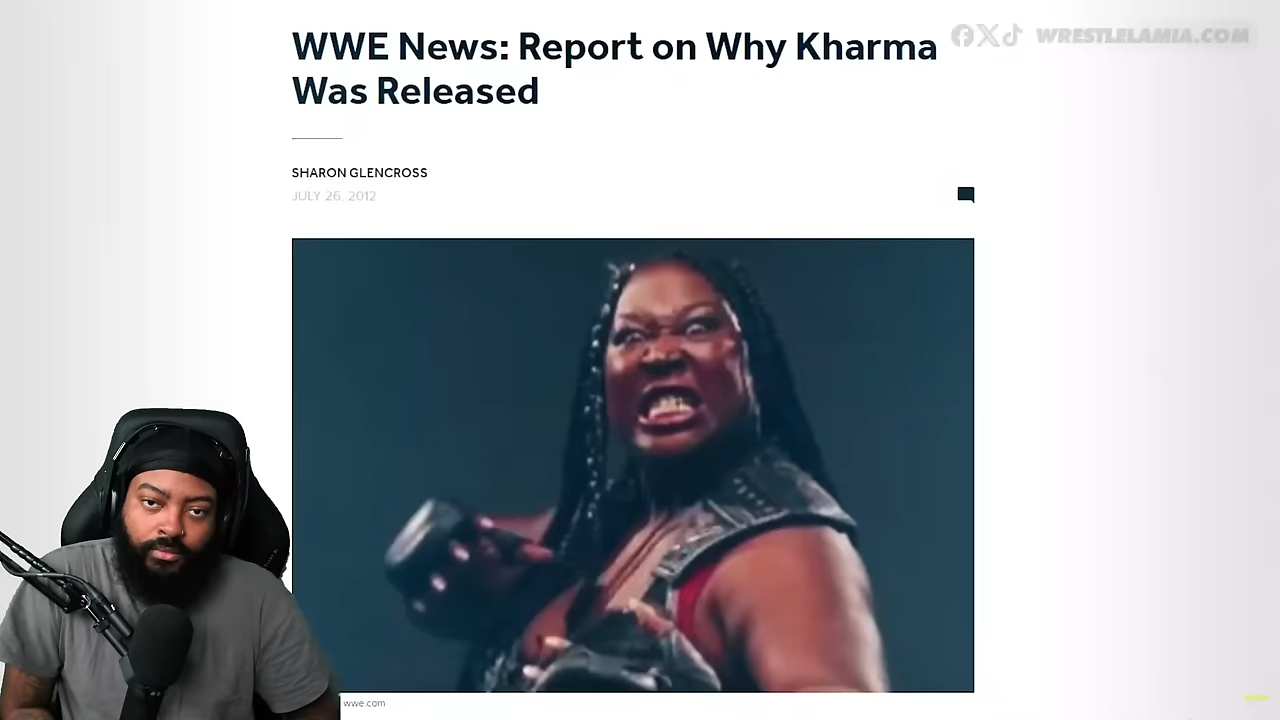 WRESTLELAMIA.COM
WWE News: Report on Why Kharma
Was Released
SHARON GLENCROSS
JULY 26, 2012
wwe.com